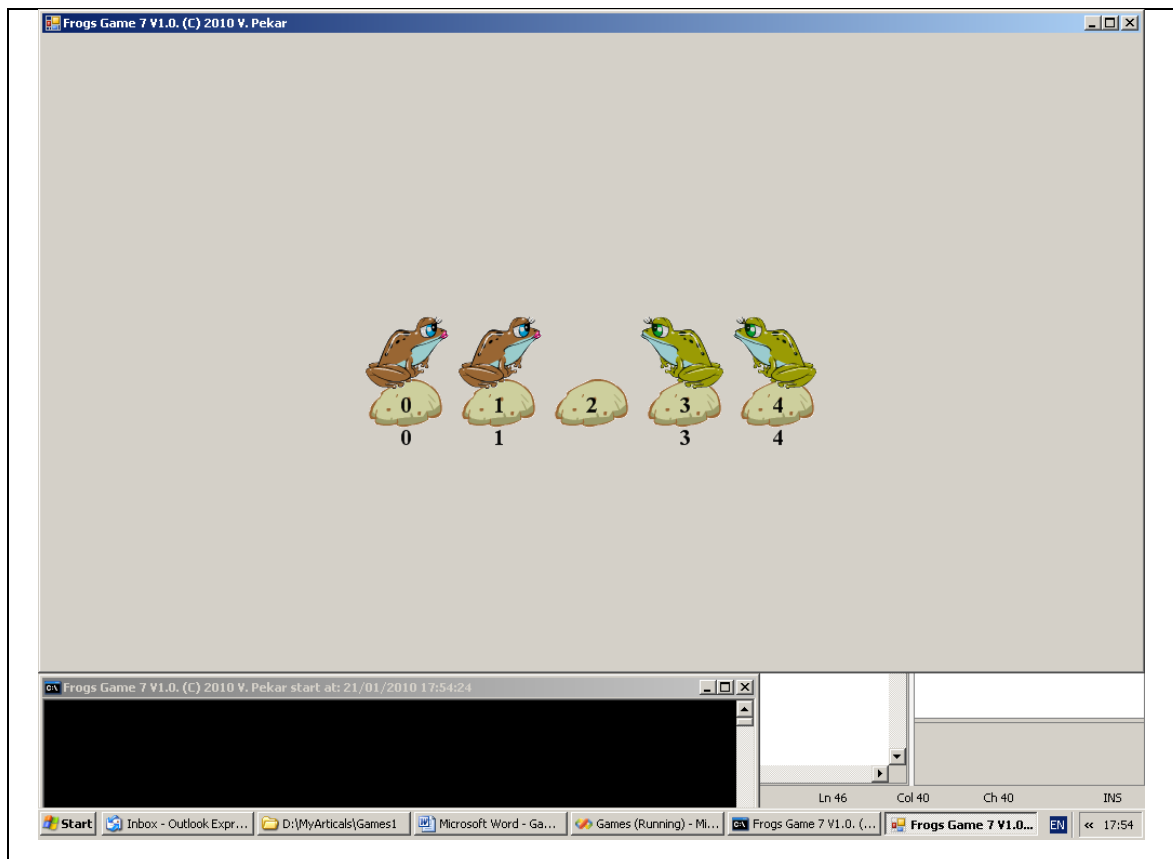 Frogs Game 7 V1.0. (C) 2010 V. Pekar
0 1 2 3 4
0 1 3 4
Frogs Game 7 V1.0. (C) 2010 V. Pekar start at: 21/01/2010 17:54:24
Ln 46 Col 40 Ch 40 INS
Start Inbox - Outlook Expr... D:\MyArticals\Games1 Microsoft Word - Ga... Games (Running) - Mi... Frogs Game 7 V1.0. (... Frogs Game 7 V1.0... EN « 17:54